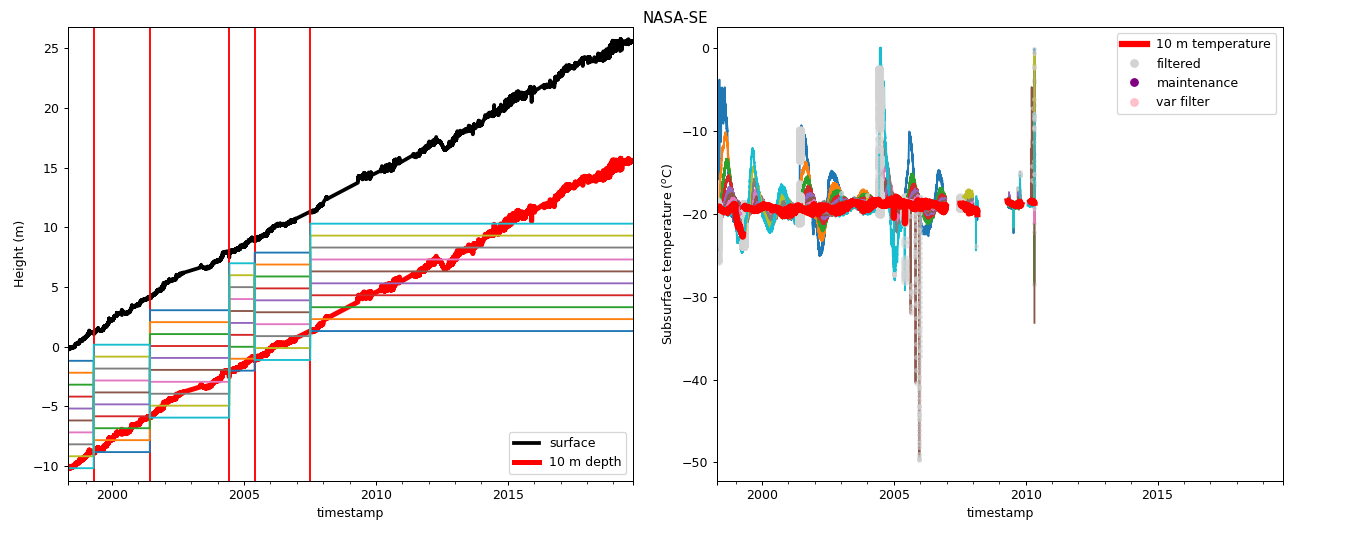 NASA-SE
Height (m)
25
20
15
10
5
0
−5
−10
2000
2005
2010
2015
timestamp
surface
10 m depth
Subsurface temperature (°C)
0
−10
−20
−30
−40
−50
2000
2005
2010
2015
timestamp
10 m temperature
filtered
maintenance
var filter